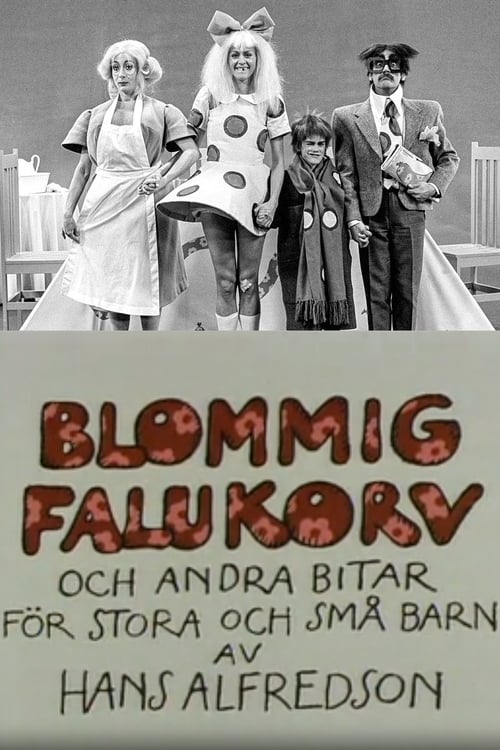 BLOMMIG
FALUKORV
OCH ANDRA BITAR
FÖR STORA OCH SMÅ BARN
AV
HANS ALFREDSON